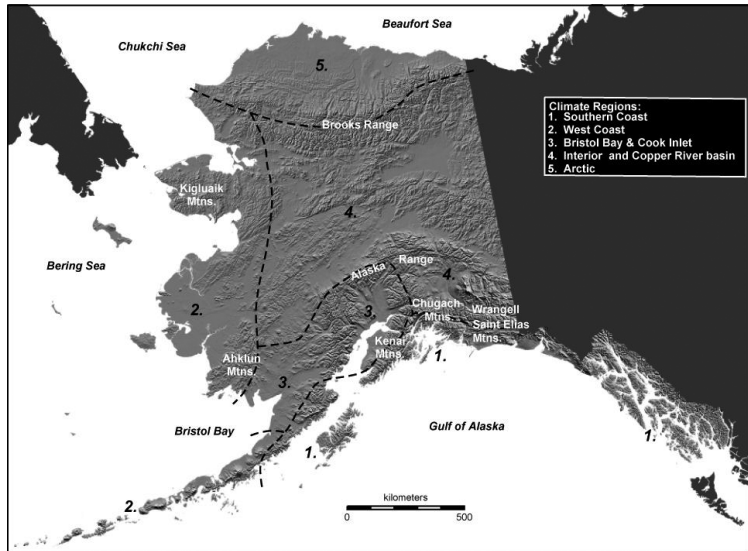 Beaufort Sea
Chukchi Sea
5.
Climate Regions:
1. Southern Coast
2. West Coast
3. Bristol Bay & Cook Inlet
4. Interior and Copper River basin
5. Arctic
Brooks Range
Kigluaik
Mtns.
4.
Bering Sea
Alaska Range
4.
2.
3.
Chugach
Mtns.
Wrangell
Saint Elias
Mtns.
Kenai
Mtns.
Ahklun
Mtns.
1.
3.
Bristol Bay
Gulf of Alaska
1.
1.
2.
kilometers
0 500